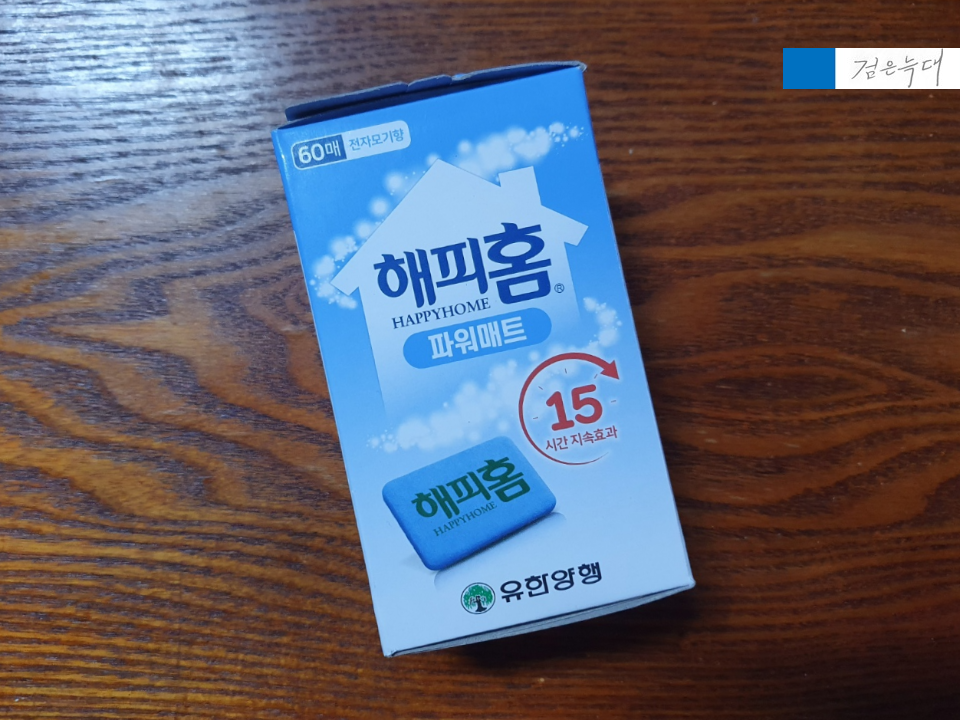 검은늑대
60매 전자모기향
해피홈®
HAPPYHOME
파워매트
15
시간 지속효과
해피홈
HAPPYHOME
유한양행